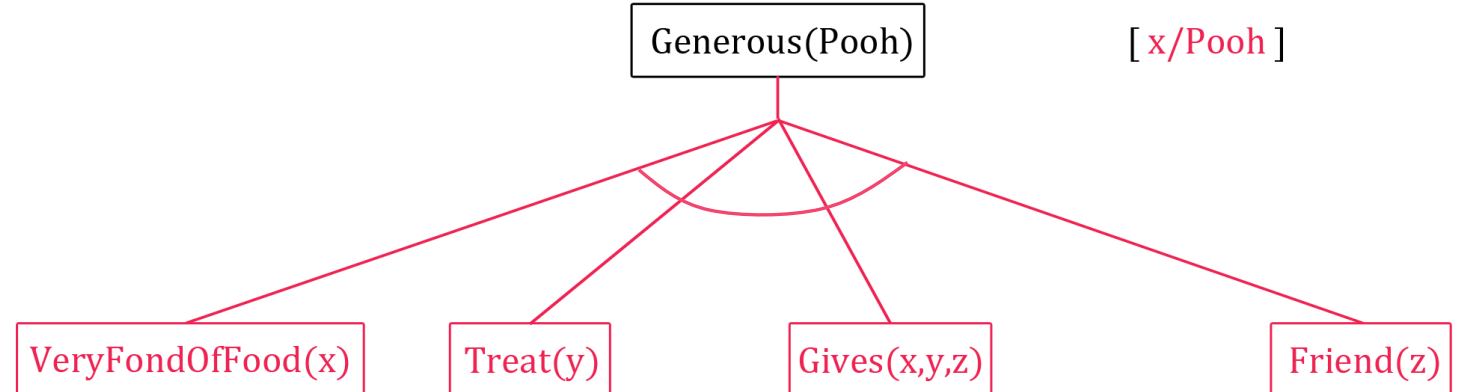 Generous(Pooh) [ x/Pooh ]
VeryFondOfFood(x) Treat(y) Gives(x,y,z) Friend(z)